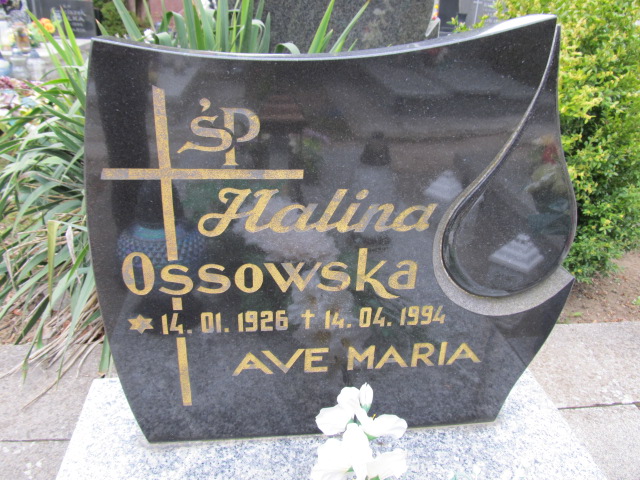 ŚP
Halina
Ossowska
14. 01. 1926 † 14. 04. 1994
AVE MARIA